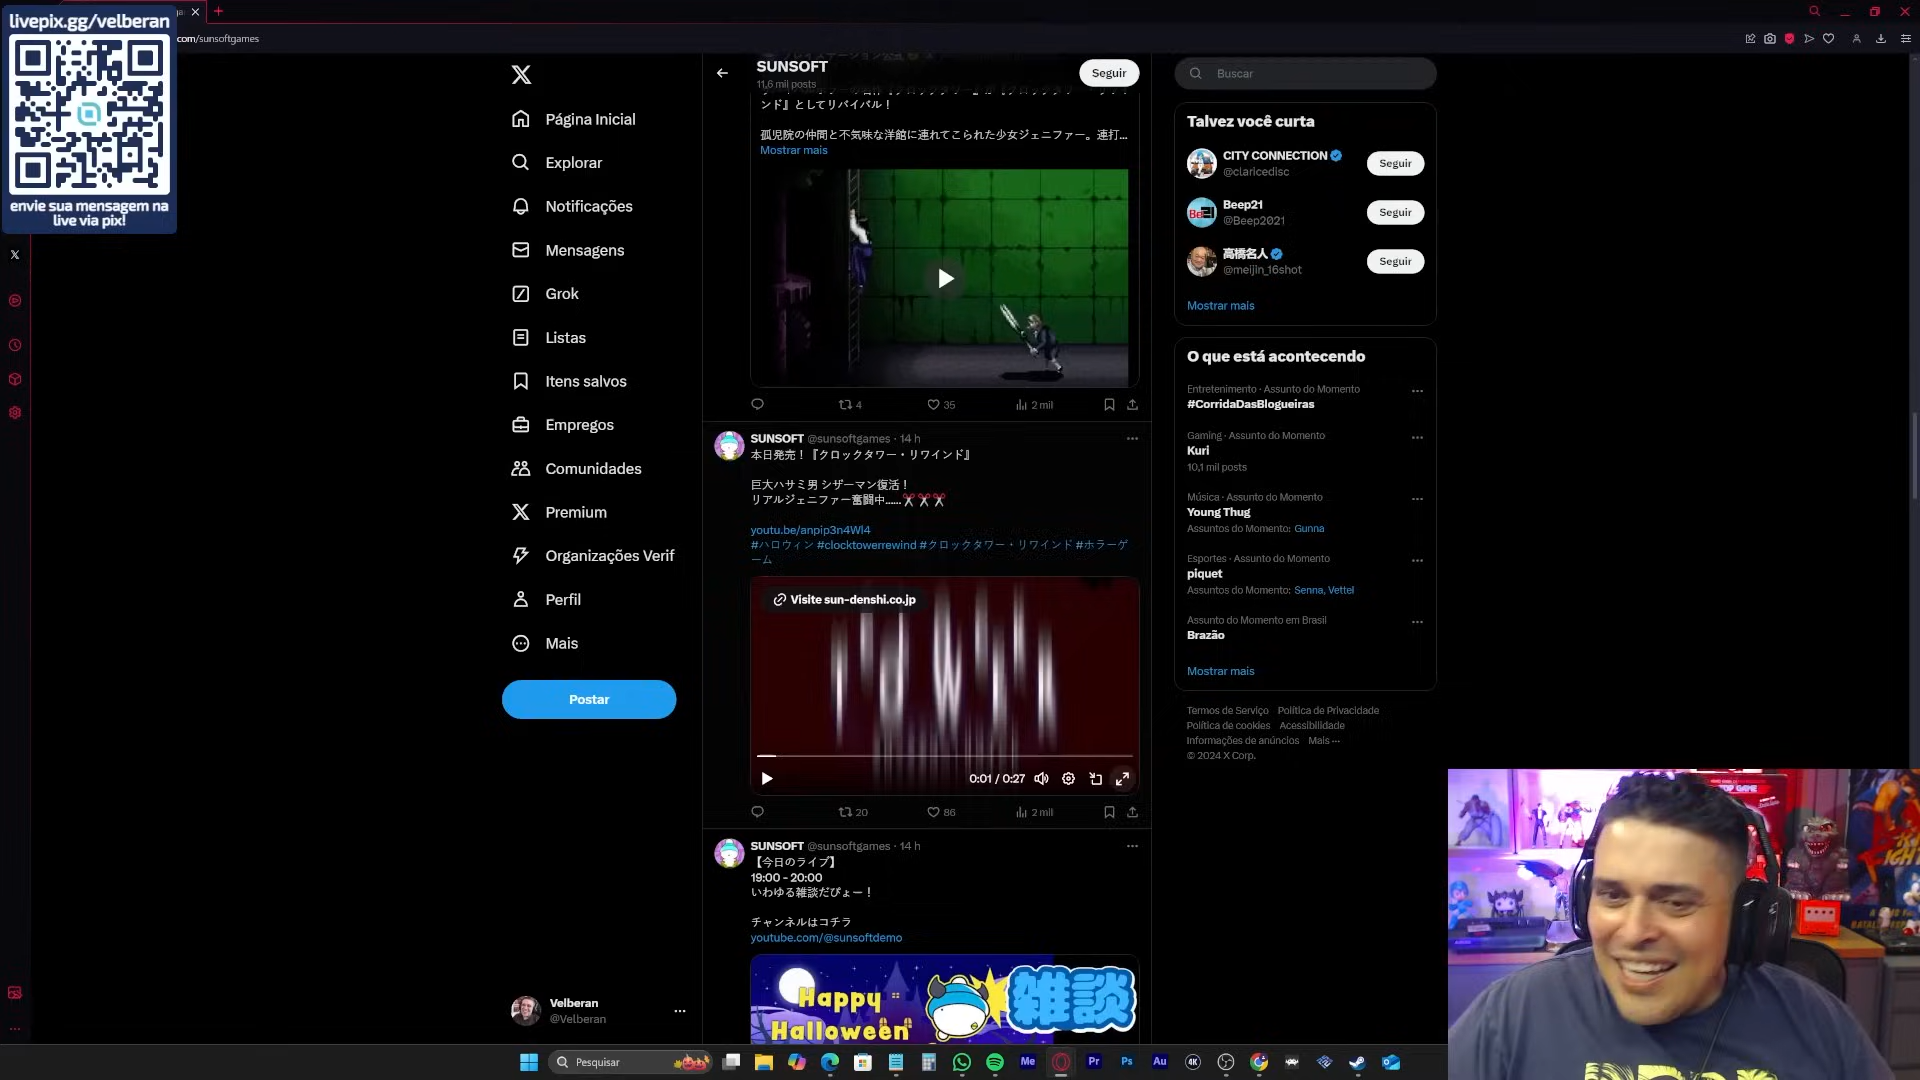 livepix.gg/velberan
envie sua mensagem na
live via pix!
com/sunsoftgames
Página Inicial
Explorar
Notificações
Mensagens
Grok
Listas
Itens salvos
Empregos
Comunidades
Premium
Organizações Verif
Perfil
Mais
Postar
Velberan
@Velberan
SUNSOFT
11,6 mil posts
Seguir
ンド』としてリバイバル！
孤児院の仲間と不気味な洋館に連れてこられた少女ジェニファー。連打...
Mostrar mais
4
35
2 mil
SUNSOFT @sunsoftgames · 14 h
本日発売！『クロックタワー・リワインド』
巨大ハサミ男 シザーマン復活！
リアルジェニファー奮闘中......✂✂✂
youtu.be/anpip3n4Wl4
#ハロウィン #clocktowerrewind #クロックタワー・リワインド #ホラーゲ
ーム
Visite sun-denshi.co.jp
0:01 / 0:27
20
86
2 mil
SUNSOFT @sunsoftgames · 14 h
【今日のライブ】
19:00 - 20:00
いわゆる雑談だぴょー！
チャンネルはコチラ
youtube.com/@sunsoftdemo
Happy
Halloween
雑談
Buscar
Talvez você curta
CITY CONNECTION
@claricedisc
Seguir
Beep21
@Beep2021
Seguir
高橋名人
@meijin_16shot
Seguir
Mostrar mais
O que está acontecendo
Entretenimento · Assunto do Momento
#CorridaDasBlogueiras
Gaming · Assunto do Momento
Kuri
10,1 mil posts
Música · Assunto do Momento
Young Thug
Assuntos do Momento: Gunna
Esportes · Assunto do Momento
piquet
Assuntos do Momento: Senna, Vettel
Assunto do Momento em Brasil
Brazão
Mostrar mais
Termos de Serviço Política de Privacidade
Política de cookies Acessibilidade
Informações de anúncios Mais ...
© 2024 X Corp.
Pesquisar
Me
Pr
Ps
Au
4K